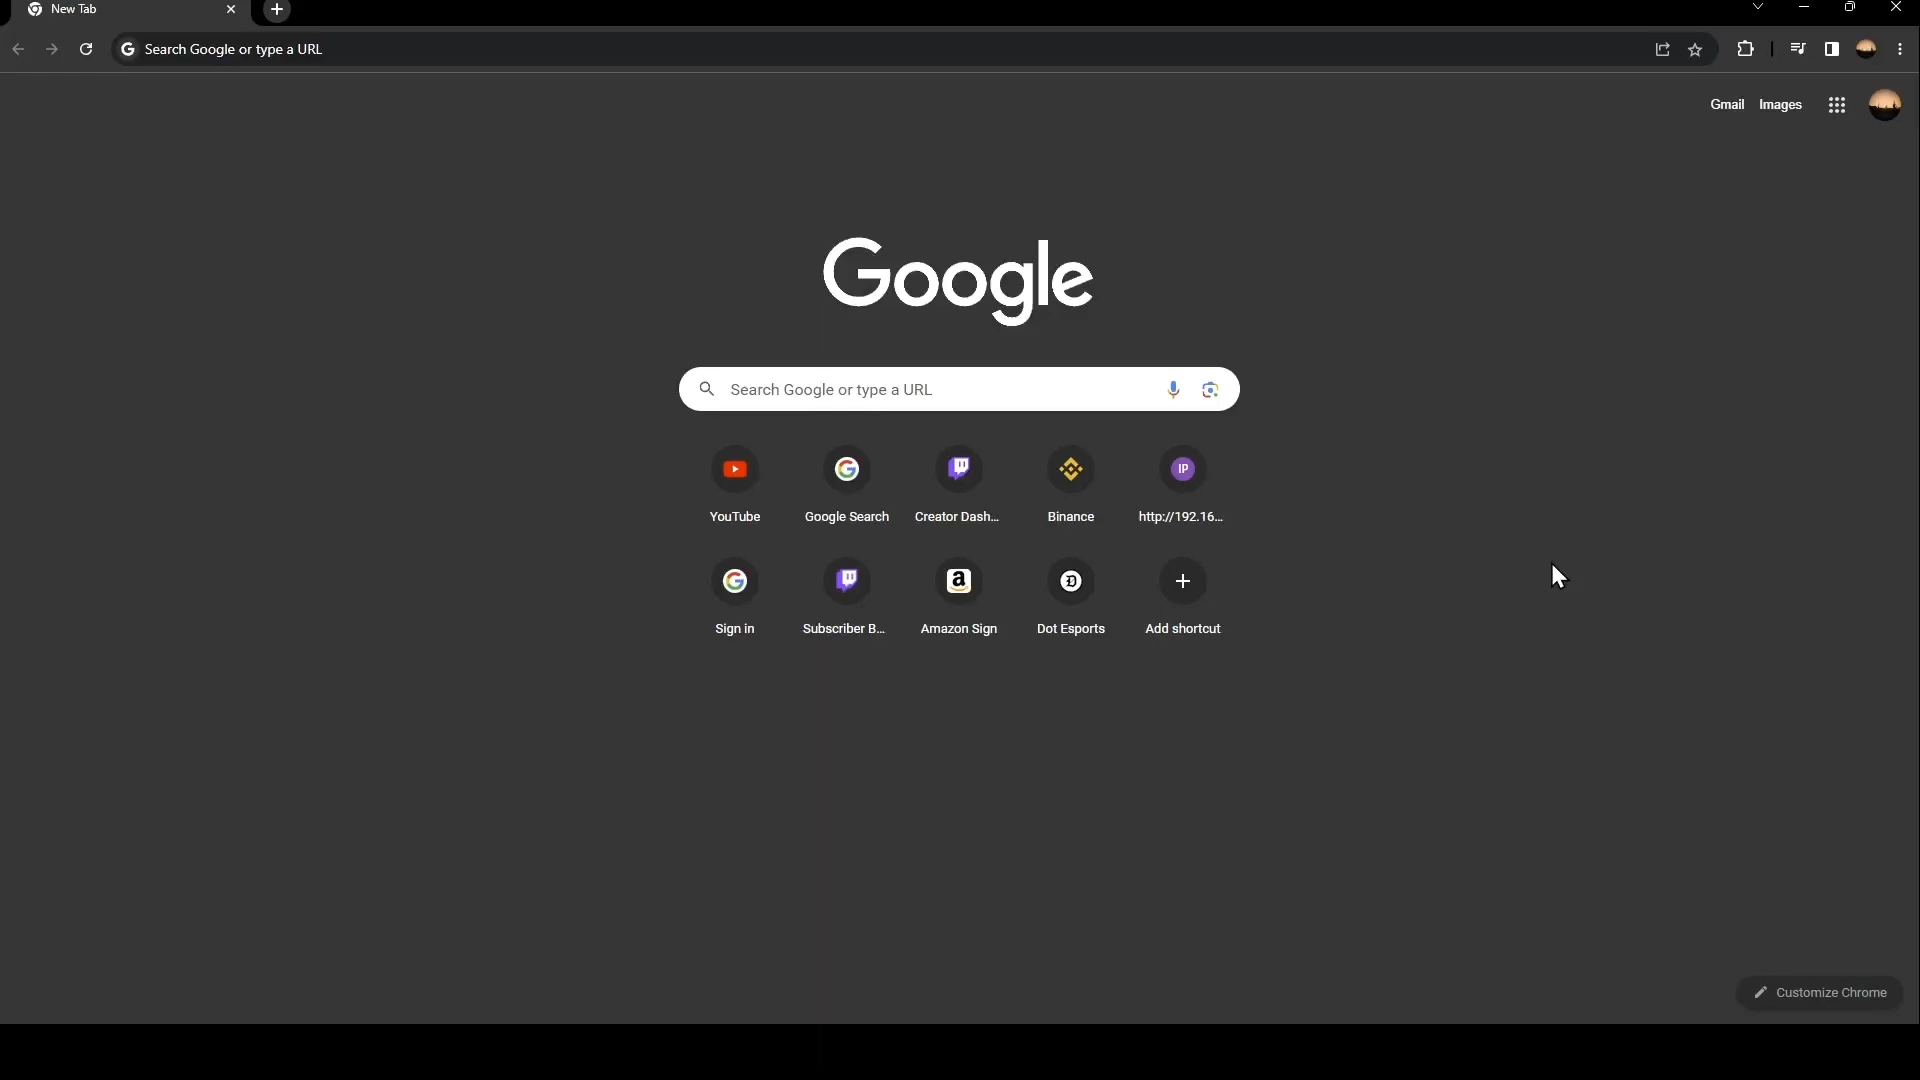 New Tab
Search Google or type a URL
Gmail Images
Google
Search Google or type a URL
YouTube Google Search Creator Dash... Binance IP http://192.16...
Sign in Subscriber B... Amazon Sign Dot Esports Add shortcut
Customize Chrome